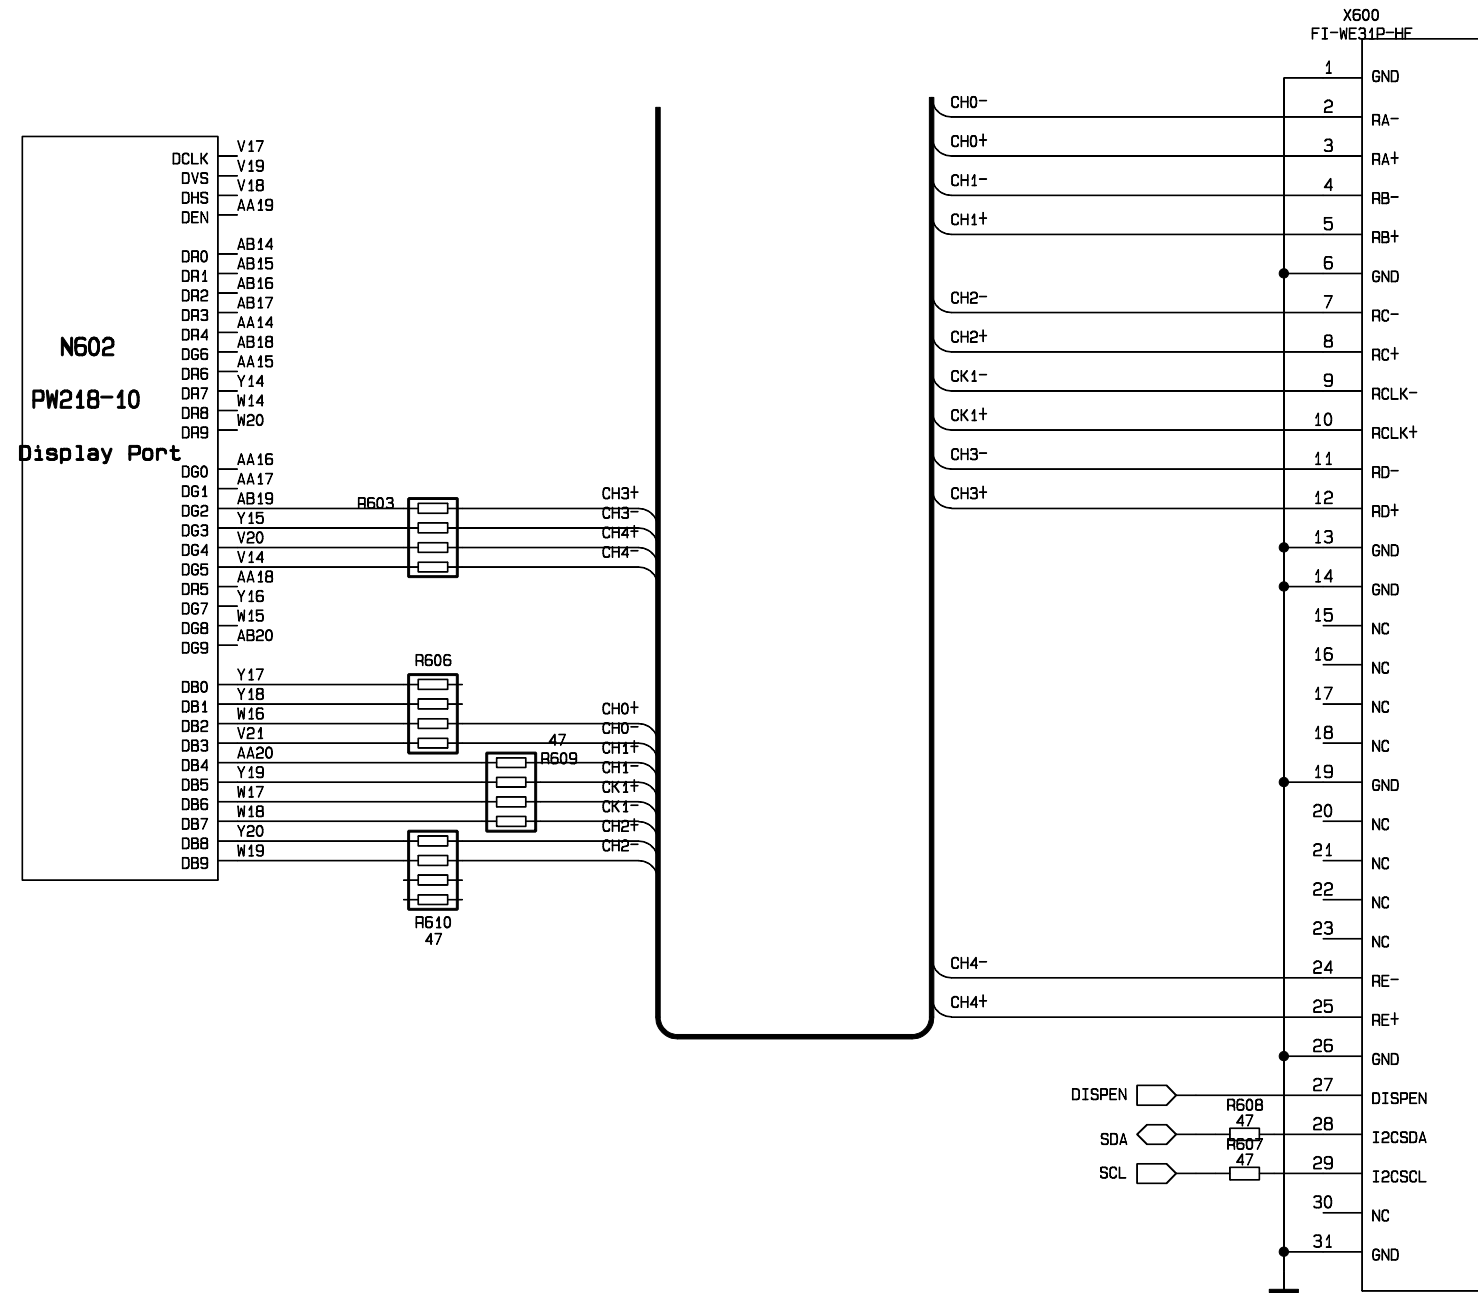 X600
FI-WE31P-HF
N602
PW218-10
Display Port
DCLK V17
DVS V19
DHS V18
DEN AA19
DR0 AB14
DR1 AB15
DR2 AB16
DR3 AB17
DR4 AA14
DG6 AB18
DR6 AA15
DR7 Y14
DR8 W14
DR9 W20
DG0 AA16
DG1 AA17
DG2 AB19
DG3 Y15
DG4 V20
DG5 V14
DR5 AA18
DG7 Y16
DG8 W15
DG9 AB20
DB0 Y17
DB1 Y18
DB2 W16
DB3 V21
DB4 AA20
DB5 Y19
DB6 W17
DB7 W18
DB8 Y20
DB9 W19
R603
R606
47
R609
R610
47
CH3+
CH3-
CH4+
CH4-
CH0+
CH0-
CH1+
CH1-
CK1+
CK1-
CH2+
CH2-
1 GND
CH0- 2 RA-
CH0+ 3 RA+
CH1- 4 RB-
CH1+ 5 RB+
6 GND
CH2- 7 RC-
CH2+ 8 RC+
CK1- 9 RCLK-
CK1+ 10 RCLK+
CH3- 11 RD-
CH3+ 12 RD+
13 GND
14 GND
15 NC
16 NC
17 NC
18 NC
19 GND
20 NC
21 NC
22 NC
23 NC
CH4- 24 RE-
CH4+ 25 RE+
26 GND
DISPEN 27 DISPEN
R608
47
SDA 28 I2CSDA
R607
47
SCL 29 I2CSCL
30 NC
31 GND